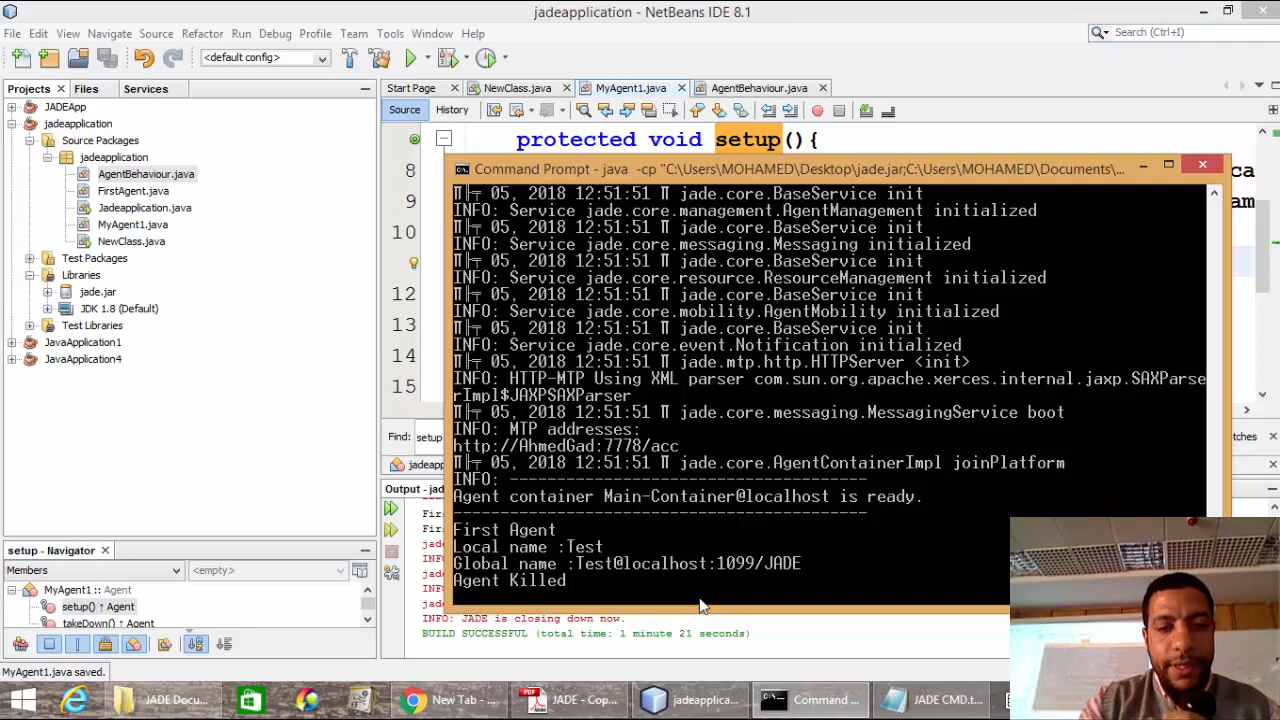 jadeapplication - NetBeans IDE 8.1
File Edit View Navigate Source Refactor Run Debug Profile Team Tools Window Help
Search (Ctrl+I)
<default config>
Projects Files Services
Start Page NewClass.java MyAgent1.java AgentBehaviour.java
Source History
JADEApp
jadeapplication
Source Packages
jadeapplication
AgentBehaviour.java
FirstAgent.java
Jadeapplication.java
MyAgent1.java
NewClass.java
Test Packages
Libraries
jade.jar
JDK 1.8 (Default)
Test Libraries
JavaApplication1
JavaApplication4
protected void setup(){
8
9
10
12
13
14
15
Find: setup
Command Prompt - java -cp "C:\Users\MOHAMED\Desktop\jade.jar;C:\Users\MOHAMED\Documents\...
05, 2018 12:51:51 jade.core.BaseService init
INFO: Service jade.core.management.AgentManagement initialized
05, 2018 12:51:51 jade.core.BaseService init
INFO: Service jade.core.messaging.Messaging initialized
05, 2018 12:51:51 jade.core.BaseService init
INFO: Service jade.core.resource.ResourceManagement initialized
05, 2018 12:51:51 jade.core.BaseService init
INFO: Service jade.core.mobility.AgentMobility initialized
05, 2018 12:51:51 jade.core.BaseService init
INFO: Service jade.core.event.Notification initialized
05, 2018 12:51:51 jade.mtp.http.HTTPServer <init>
INFO: HTTP-MTP Using XML parser com.sun.org.apache.xerces.internal.jaxp.SAXParse
rImpl$JAXPSAXParser
05, 2018 12:51:51 jade.core.messaging.MessagingService boot
INFO: MTP addresses:
http://AhmedGad:7778/acc
05, 2018 12:51:51 jade.core.AgentContainerImpl joinPlatform
INFO: --------------------------------------
Agent container Main-Container@localhost is ready.
--------------------------------------------
First Agent
Local name :Test
Global name :Test@localhost:1099/JADE
Agent Killed
Output - jad
INFO: JADE is closing down now.
BUILD SUCCESSFUL (total time: 1 minute 21 seconds)
setup - Navigator
Members <empty>
MyAgent1 :: Agent
setup() ↑ Agent
takeDown() ↑ Agent
MyAgent1.java saved.
JADE Docu... New Tab - ... JADE - Cop... jadeapplica... Command ... JADE CMD.t...